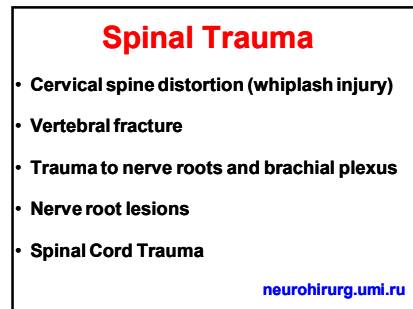 Spinal Trauma
• Cervical spine distortion (whiplash injury)
• Vertebral fracture
• Trauma to nerve roots and brachial plexus
• Nerve root lesions
• Spinal Cord Trauma
neurohirurg.umi.ru